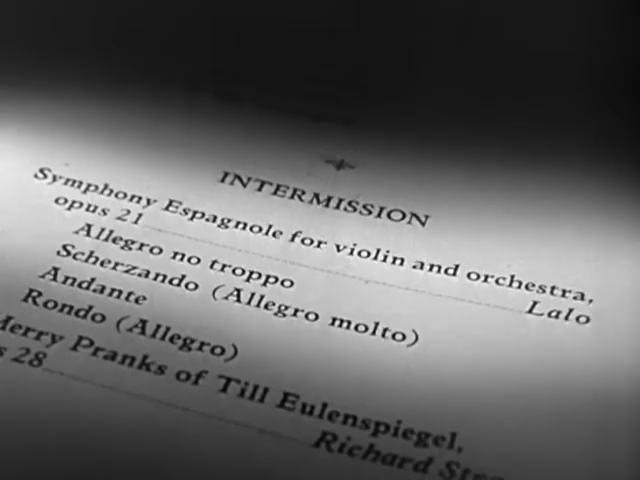 INTERMISSION
Symphony Espagnole for violin and orchestra,
opus 21 Lalo
Allegro no troppo
Scherzando (Allegro molto)
Andante
Rondo (Allegro)
Merry Pranks of Till Eulenspiegel,
28 Richard